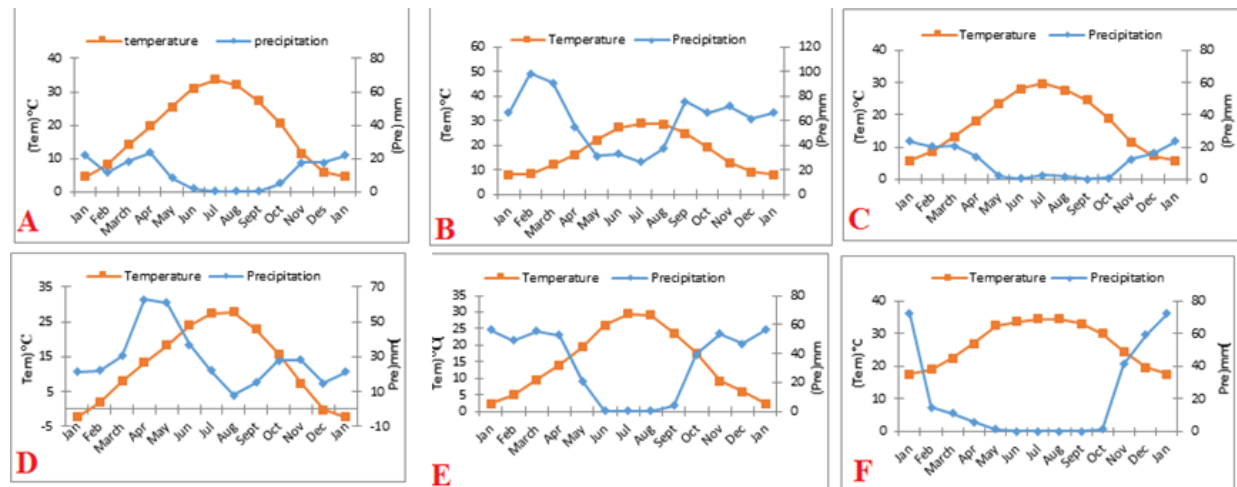 temperature precipitation
(Tem)°C
40
30
20
10
0
80
60
40
20
0
(Pre)mm
Jan Feb March Apr May Jun Jul Aug Sept Oct Nov Des Jan
A
Temperature Precipitation
(Tem)°C
60
50
40
30
20
10
0
120
100
80
60
40
20
0
(Pre)mm
Jan Feb March Apr May Jun Jul Aug Sep Oct Nov Dec Jan
B
Temperature Precipitation
(Tem)°C
40
30
20
10
0
80
60
40
20
0
(Pre)mm
Jan Feb March Apr May Jun Jul Aug Sept Oct Nov Dec Jan
C
Temperature Precipitation
Tem)°C
35
25
15
5
-5
70
50
30
10
-10
Pre)mm(
Jan Feb March Apr May Jun Jul Aug Sept Oct Nov Dec Jan
D
Temperature Precipitation
Tem)°C(
35
30
25
20
15
10
5
0
80
60
40
20
0
(Pre)mm
Jan Feb March Apr May Jun Jul Aug Sept Oct Nov Dec Jan
E
Temperature Precipitation
(Tem)°C
40
30
20
10
0
80
60
40
20
0
Pre)mm(
Jan Feb March Apr May Jun Jul Aug Sept Oct Nov Dec Jan
F